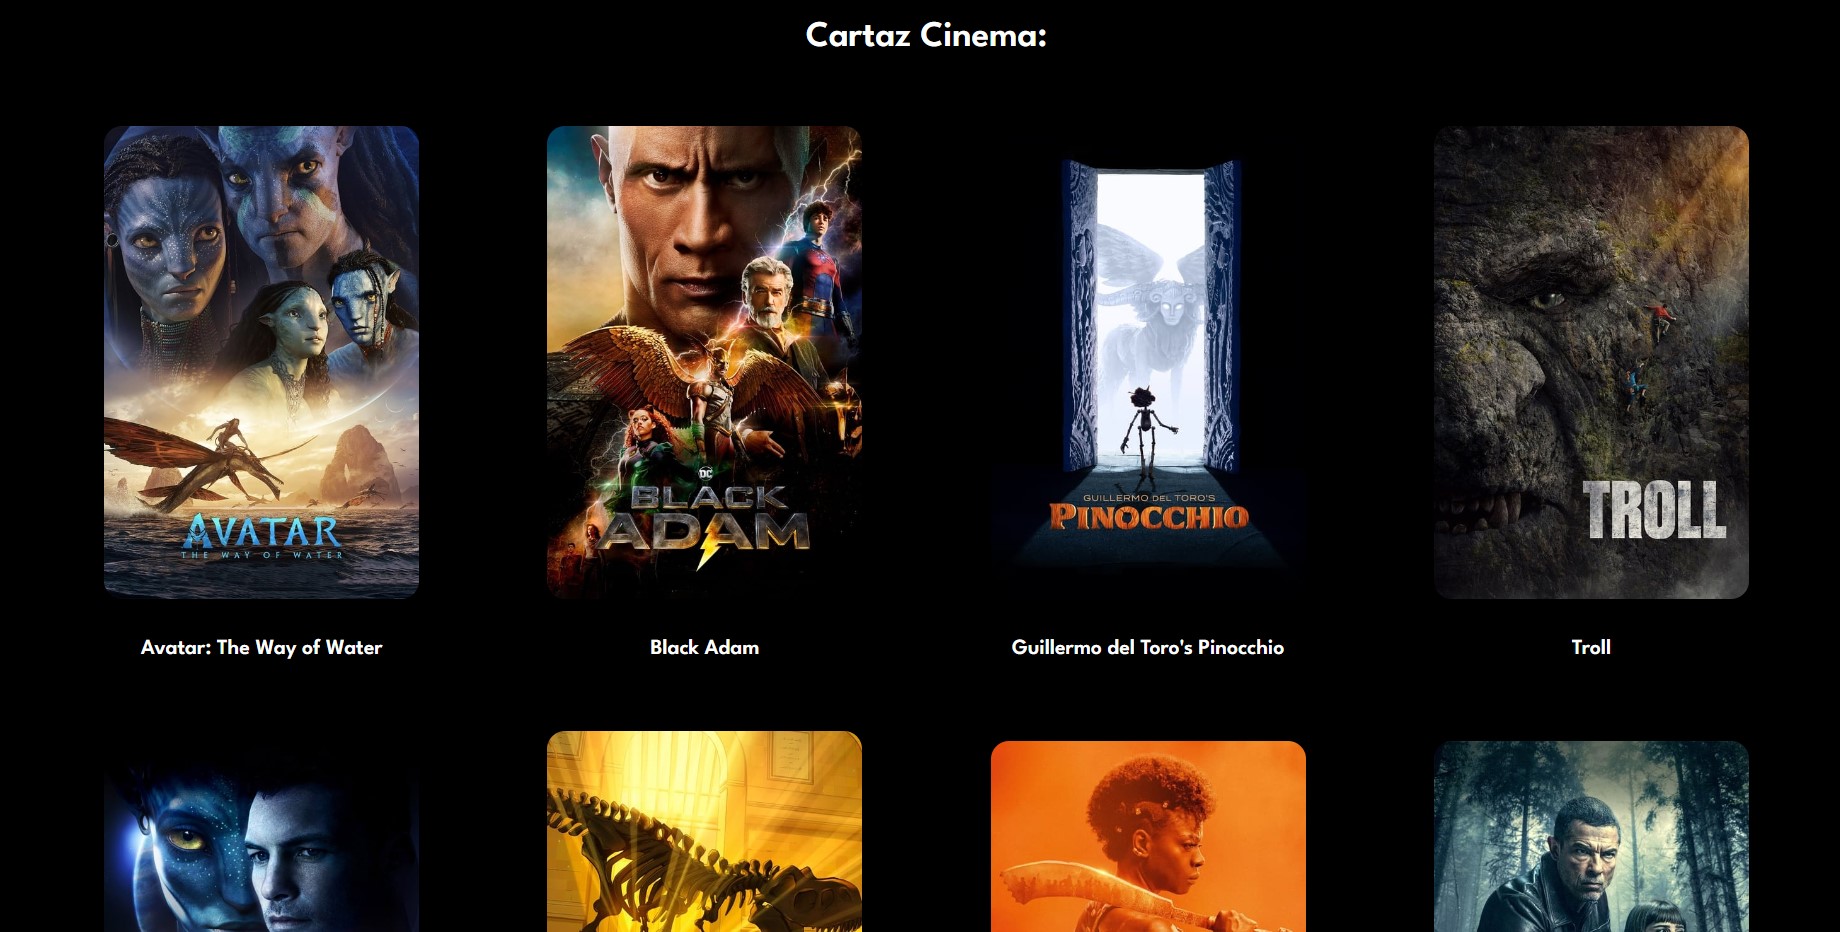 Cartaz Cinema:
AVATAR
THE WAY OF WATER
DC
BLACK
ADAM
GUILLERMO DEL TORO'S
PINOCCHIO
TROLL
Avatar: The Way of Water
Black Adam
Guillermo del Toro's Pinocchio
Troll